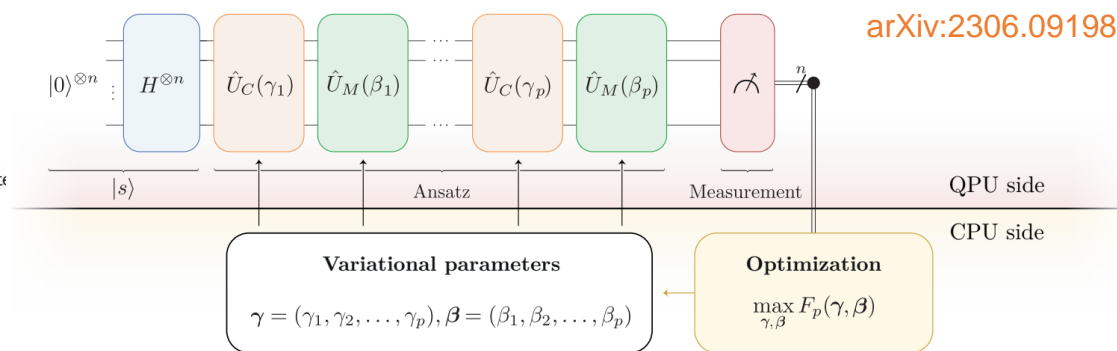 arXiv:2306.09198
|0⟩^{⊗n} ⋮ H^{⊗n} Û_C(γ_1) Û_M(β_1) ··· ··· Û_C(γ_p) Û_M(β_p) n
|s⟩ Ansatz Measurement
QPU side
CPU side
Variational parameters
γ = (γ_1, γ_2, . . . , γ_p), β = (β_1, β_2, . . . , β_p)
Optimization
max F_p(γ, β)
γ,β